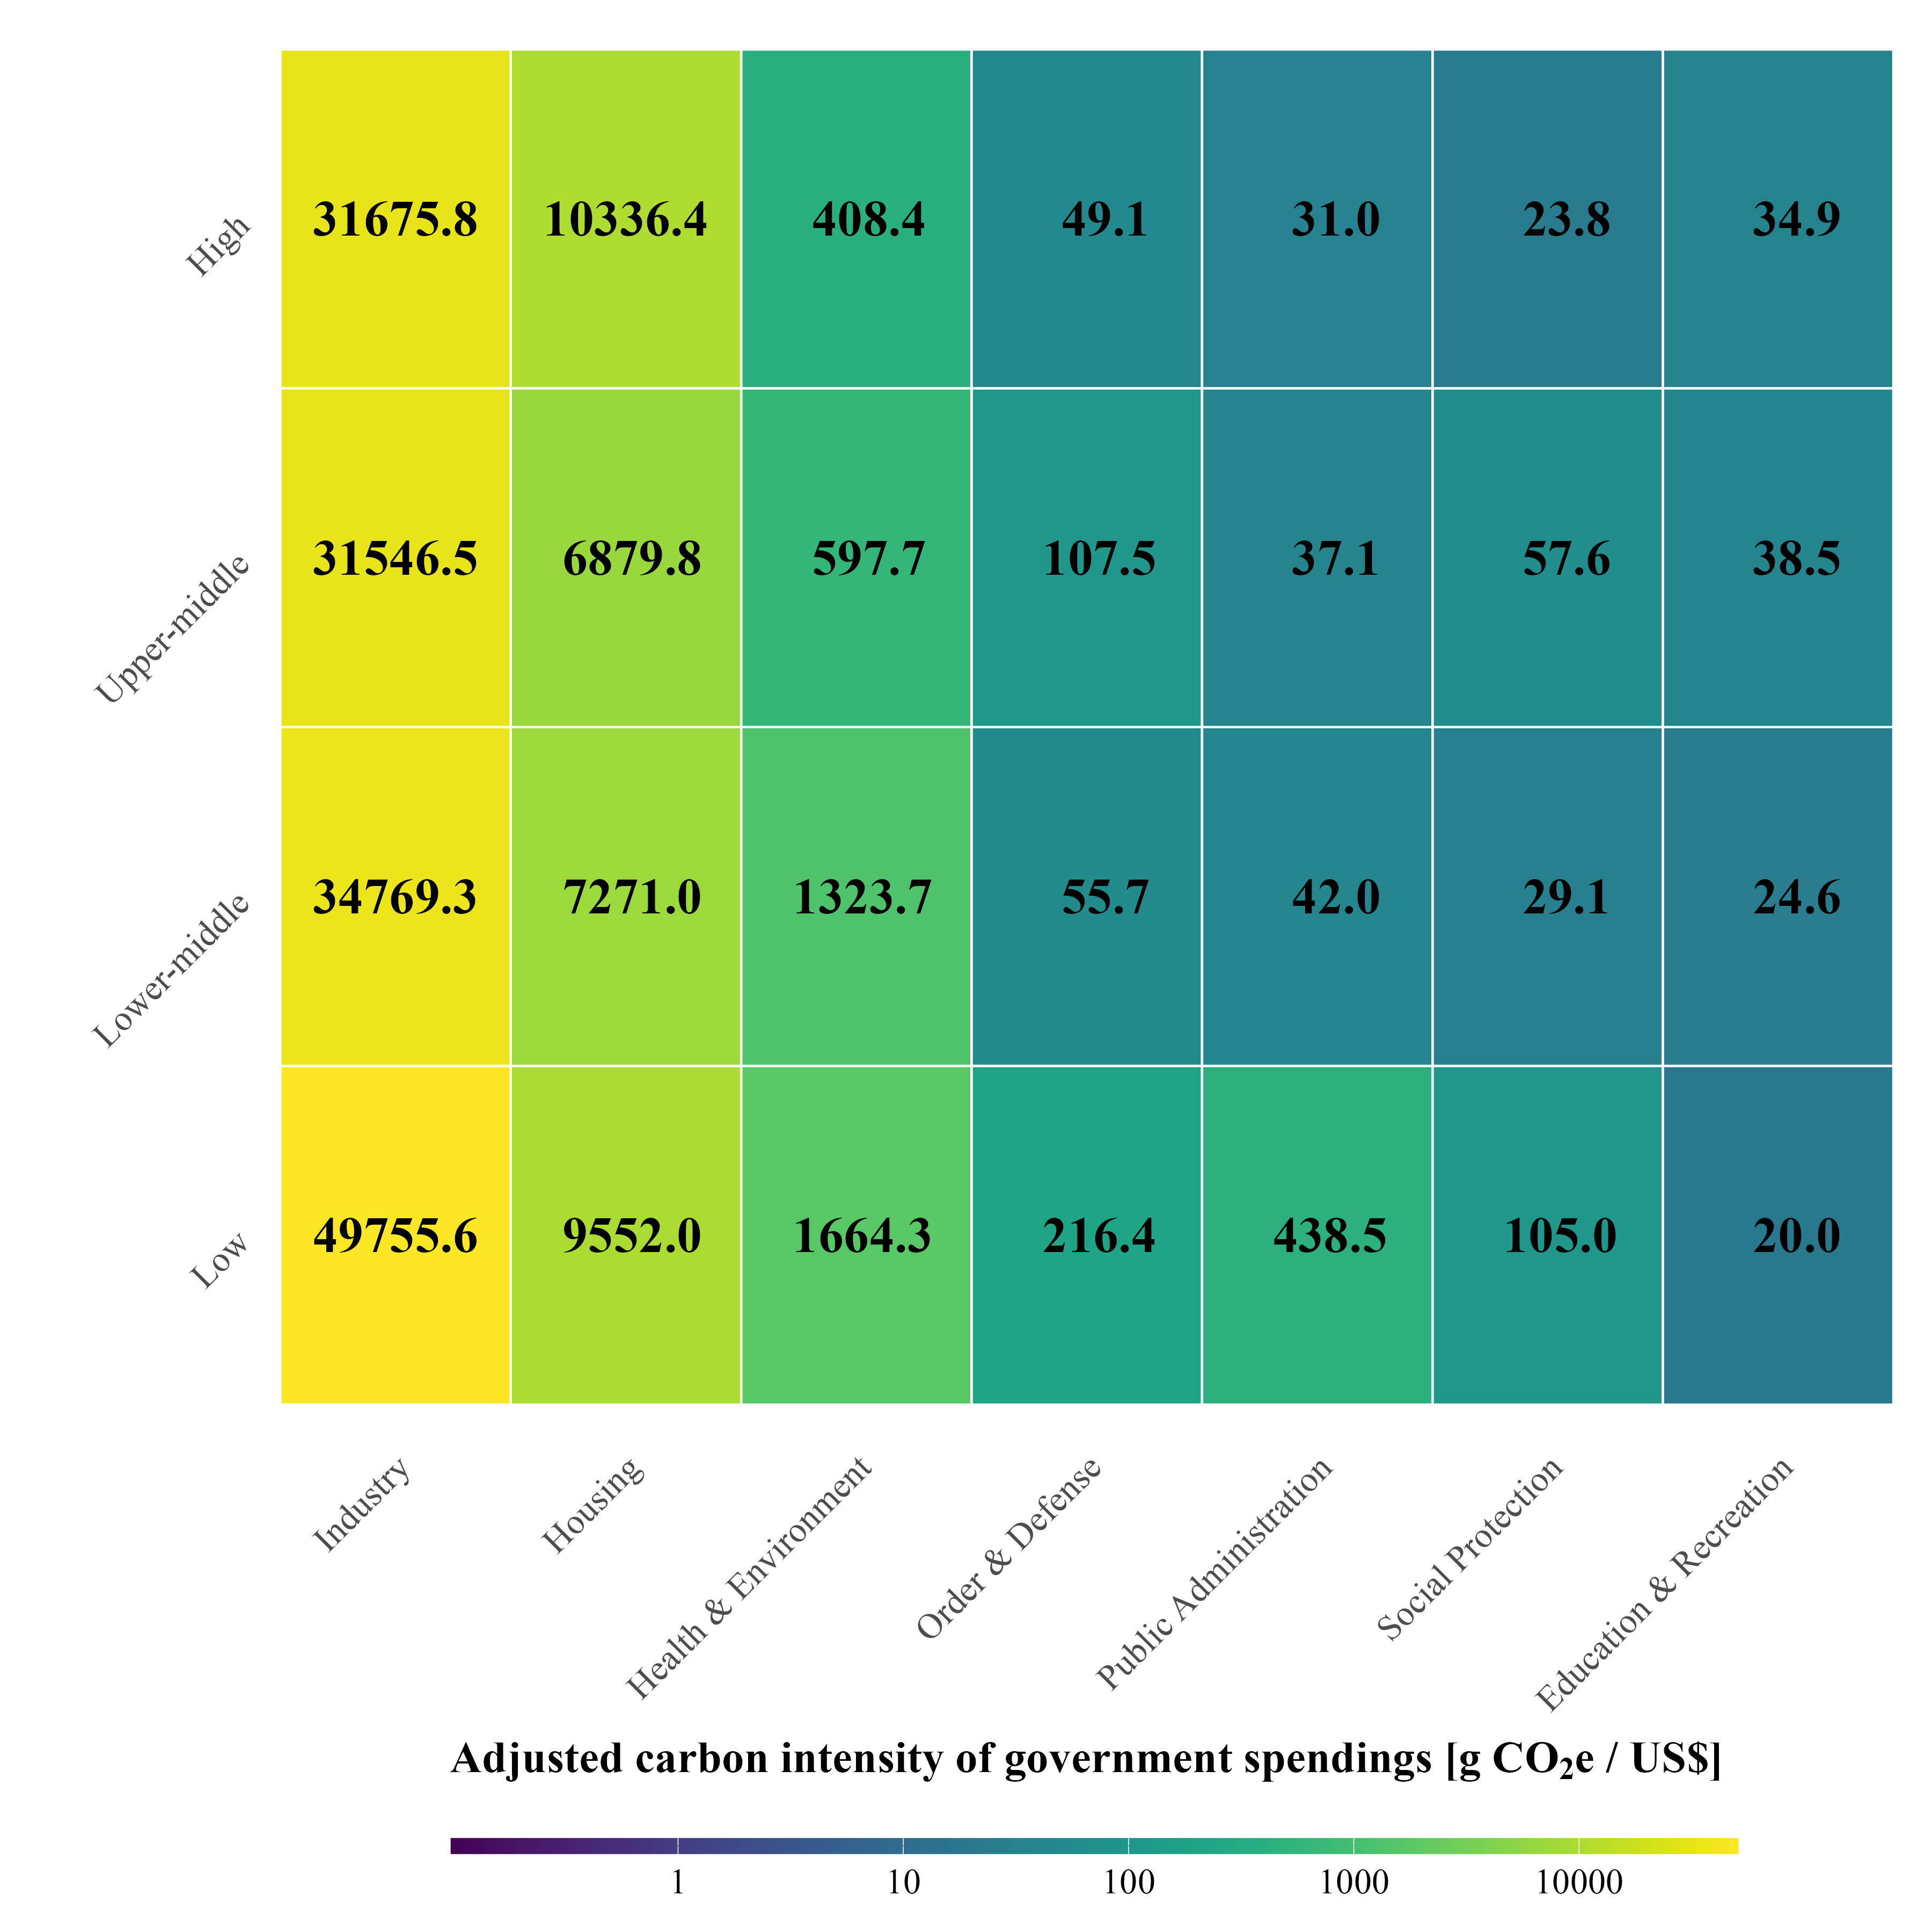 High 31675.8 10336.4 408.4 49.1 31.0 23.8 34.9
Upper-middle 31546.5 6879.8 597.7 107.5 37.1 57.6 38.5
Lower-middle 34769.3 7271.0 1323.7 55.7 42.0 29.1 24.6
Low 49755.6 9552.0 1664.3 216.4 438.5 105.0 20.0
Industry Housing Health & Environment Order & Defense Public Administration Social Protection Education & Recreation
Adjusted carbon intensity of government spendings [g CO₂e / US$]
1 10 100 1000 10000